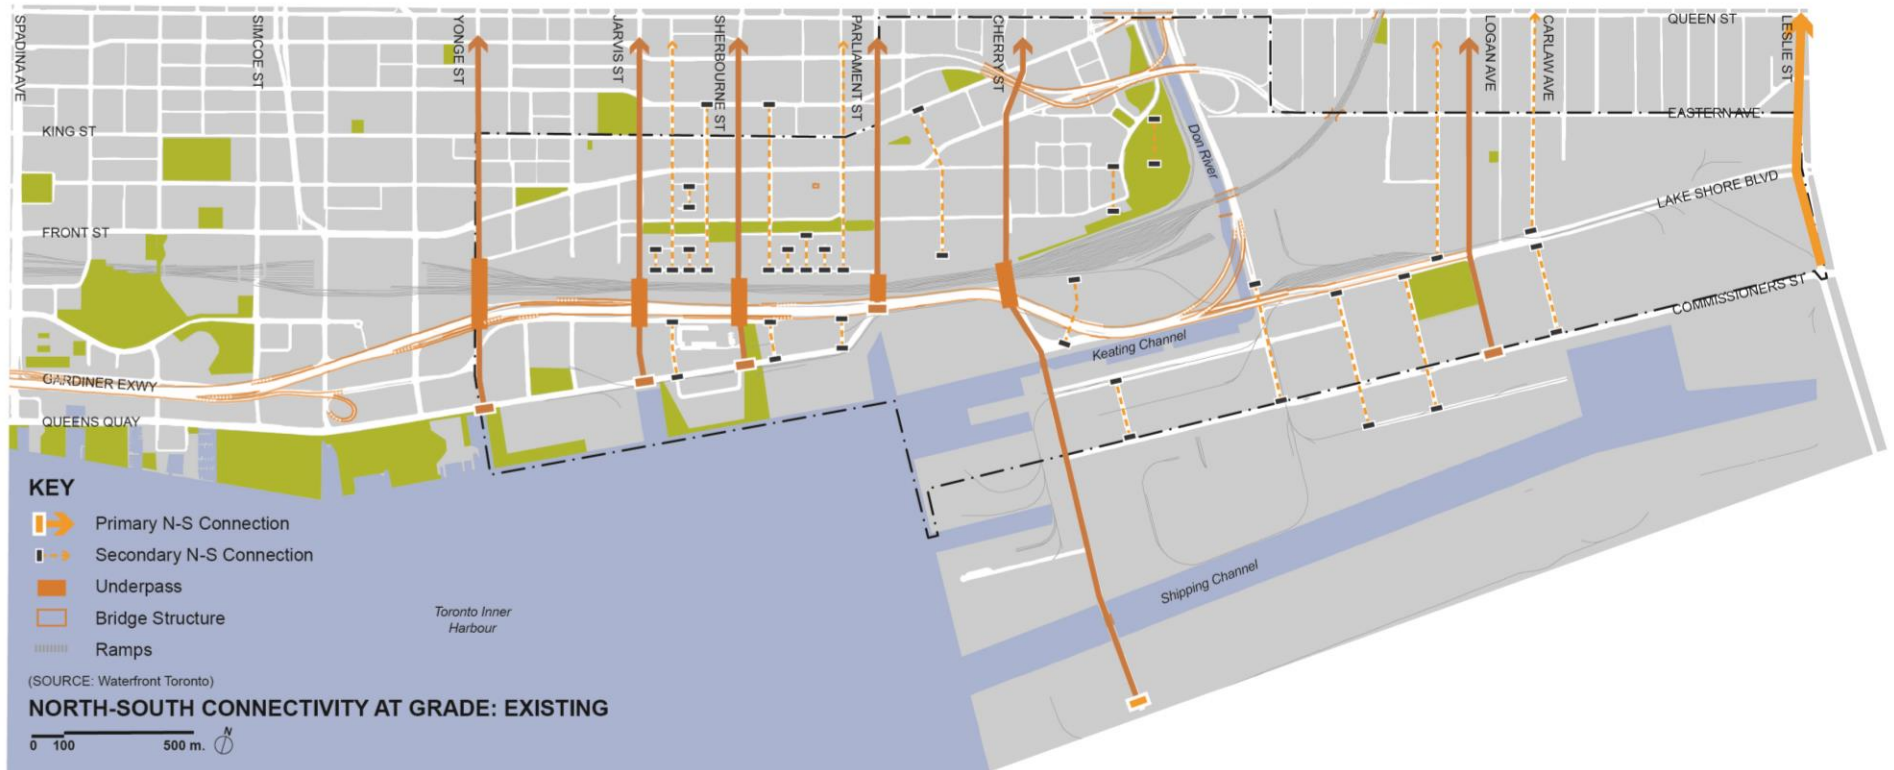 SPADINA AVE
SIMCOE ST
YONGE ST
JARVIS ST
SHERBOURNE ST
PARLIAMENT ST
CHERRY ST
LOGAN AVE
CARLAW AVE
QUEEN ST
LESLIE ST
KING ST
EASTERN AVE
Don River
LAKE SHORE BLVD
FRONT ST
COMMISSIONERS ST
Keating Channel
GARDINER EXWY
QUEENS QUAY
KEY
Primary N-S Connection
Secondary N-S Connection
Underpass
Bridge Structure
Ramps
Toronto Inner
Harbour
Shipping Channel
(SOURCE: Waterfront Toronto)
NORTH-SOUTH CONNECTIVITY AT GRADE: EXISTING
0 100 500 m.
N